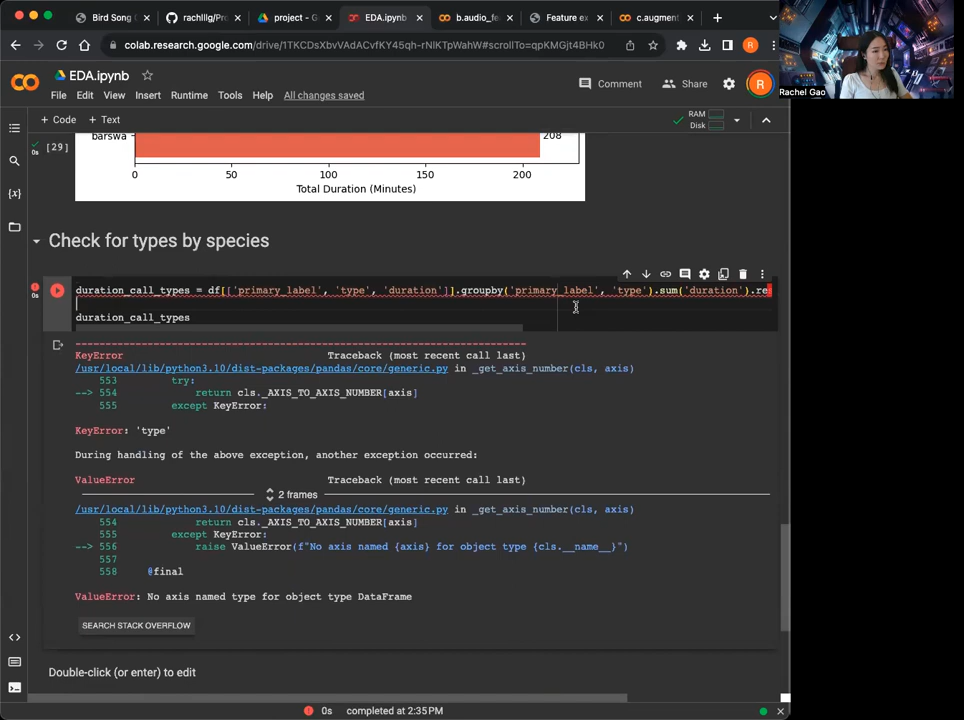 Bird Song C
rachlllg/Pro
project - G
EDA.ipynb
b.audio_fe
Feature ex
c.augment
colab.research.google.com/drive/1TKCDsXbvVAdACvfKY45qh-rNlKTpWahW#scrollTo=qpKMGjt4BHk0
R
Rachel Gao
EDA.ipynb
Comment
Share
R
File Edit View Insert Runtime Tools Help All changes saved
+ Code + Text
RAM
Disk
barswa
208
0s
[29]
0 50 100 150 200
Total Duration (Minutes)
{x}
Check for types by species
0s
duration_call_types = df[['primary_label', 'type', 'duration']].groupby('primary_label', 'type').sum('duration').re
duration_call_types
KeyError Traceback (most recent call last)
/usr/local/lib/python3.10/dist-packages/pandas/core/generic.py in _get_axis_number(cls, axis)
553 try:
--> 554 return cls._AXIS_TO_AXIS_NUMBER[axis]
555 except KeyError:
KeyError: 'type'
During handling of the above exception, another exception occurred:
ValueError Traceback (most recent call last)
2 frames
/usr/local/lib/python3.10/dist-packages/pandas/core/generic.py in _get_axis_number(cls, axis)
554 return cls._AXIS_TO_AXIS_NUMBER[axis]
555 except KeyError:
--> 556 raise ValueError(f"No axis named {axis} for object type {cls.__name__}")
557
558 @final
ValueError: No axis named type for object type DataFrame
SEARCH STACK OVERFLOW
Double-click (or enter) to edit
0s completed at 2:35PM